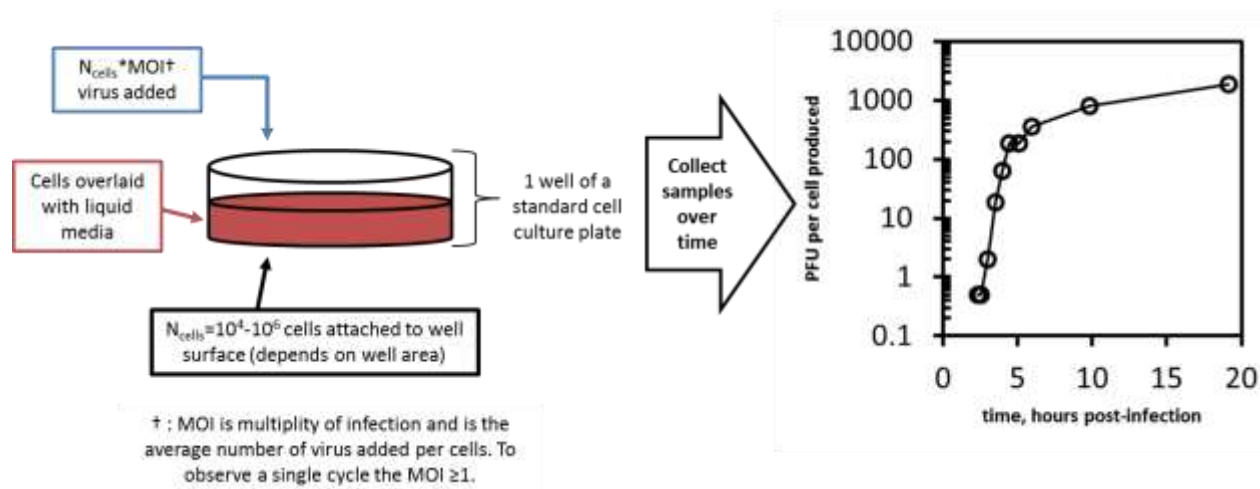 N_cells*MOI†
virus added
Cells overlaid
with liquid
media
1 well of a
standard cell
culture plate
N_cells=10⁴-10⁶ cells attached to well
surface (depends on well area)
† : MOI is multiplity of infection and is the
average number of virus added per cells. To
observe a single cycle the MOI ≥1.
Collect
samples
over
time
PFU per cell produced
10000
1000
100
10
1
0.1
0
5
10
15
20
time, hours post-infection